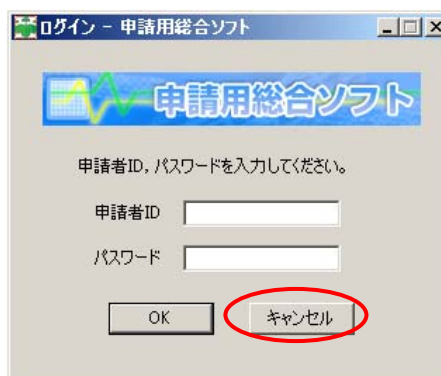 ログイン - 申請用総合ソフト
申請用総合ソフト
申請者ID，パスワードを入力してください。
申請者ID
パスワード
OK
キャンセル